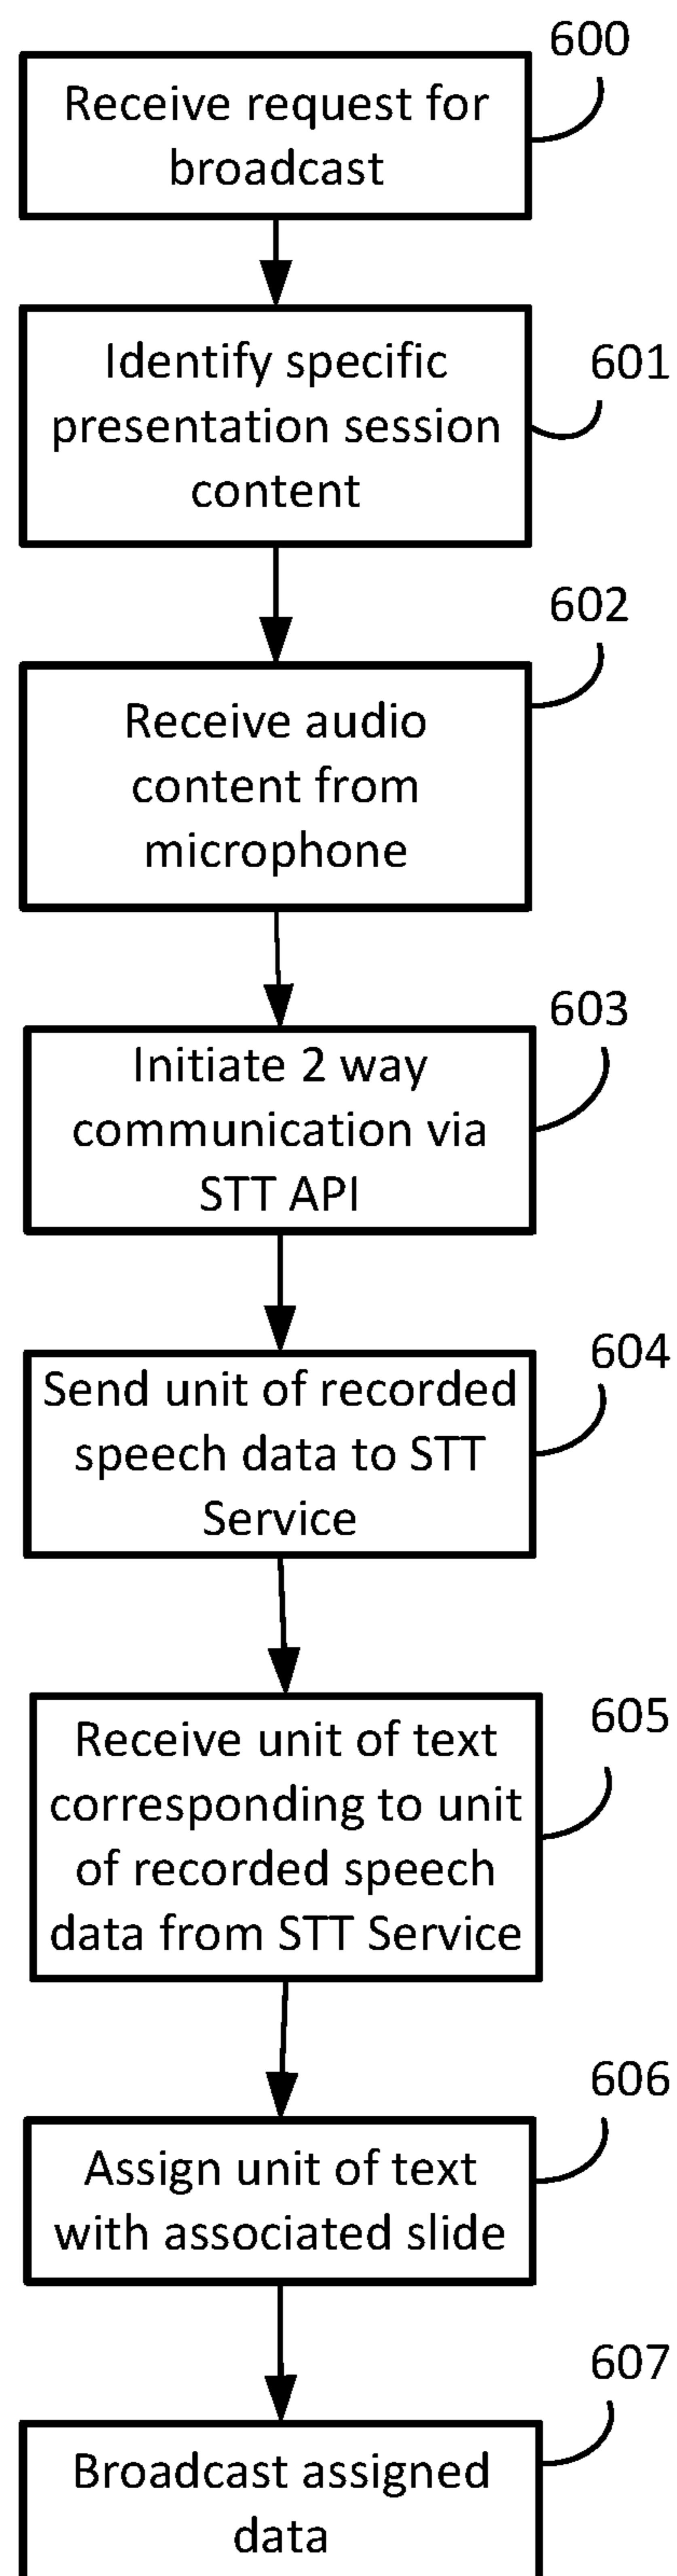 600
Receive request for
broadcast
601
Identify specific
presentation session
content
602
Receive audio
content from
microphone
603
Initiate 2 way
communication via
STT API
604
Send unit of recorded
speech data to STT
Service
605
Receive unit of text
corresponding to unit
of recorded speech
data from STT Service
606
Assign unit of text
with associated slide
607
Broadcast assigned
data